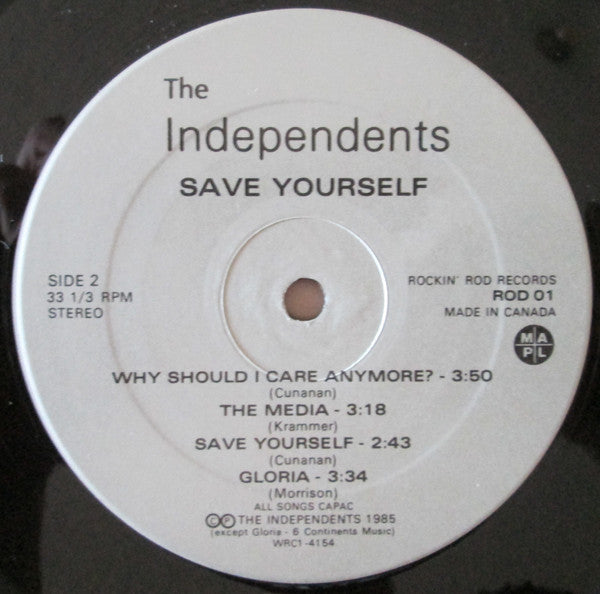 The
Independents
SAVE YOURSELF
SIDE 2
33 1/3 RPM
STEREO
ROCKIN' ROD RECORDS
ROD 01
MADE IN CANADA
M A
P L
WHY SHOULD I CARE ANYMORE? - 3:50
(Cunanan)
THE MEDIA - 3:18
(Krammer)
SAVE YOURSELF - 2:43
(Cunanan)
GLORIA - 3:34
(Morrison)
ALL SONGS CAPAC
©℗ THE INDEPENDENTS 1985
(except Gloria - 6 Continents Music)
WRC1-4154